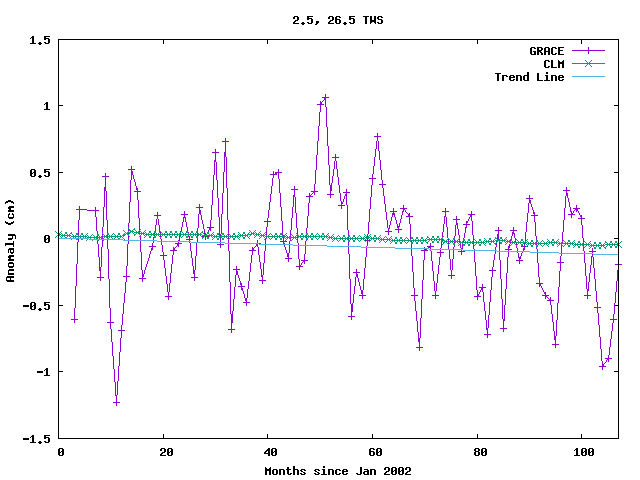 2.5, 26.5 TWS
GRACE
CLM
Trend Line
Anomaly (cm)
1.5
1
0.5
0
-0.5
-1
-1.5
0 20 40 60 80 100
Months since Jan 2002